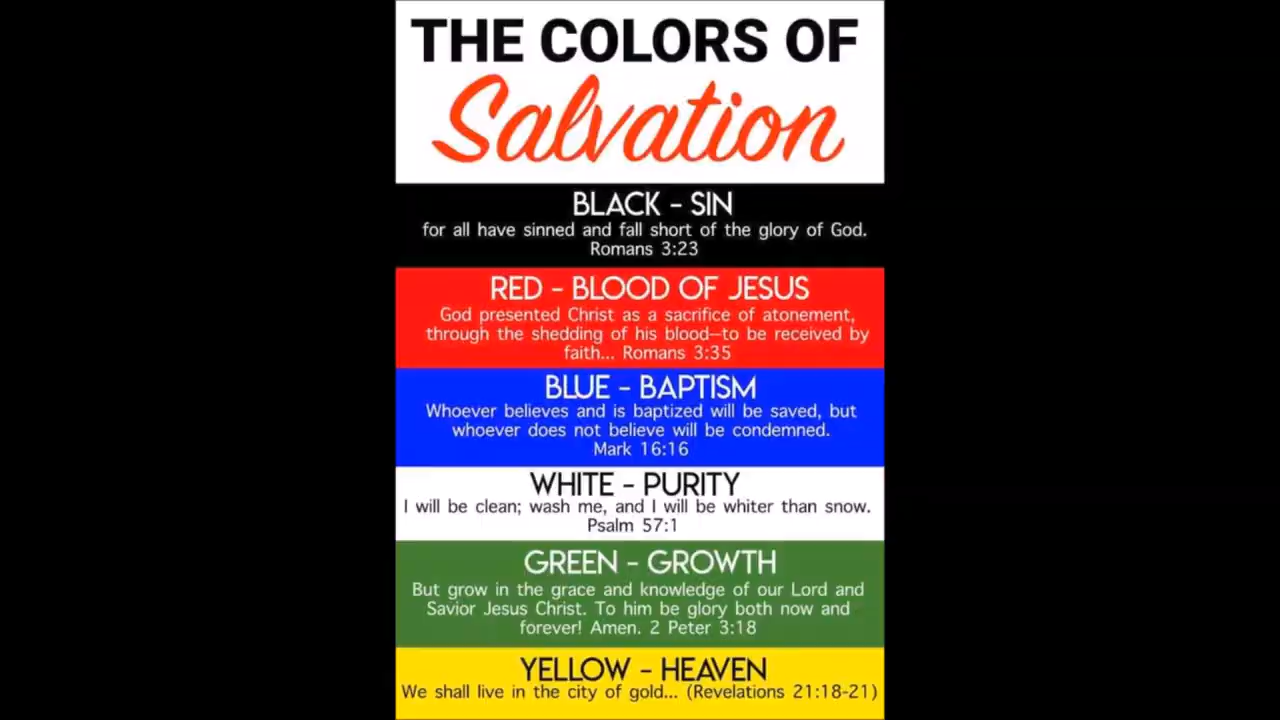 THE COLORS OF
Salvation
BLACK - SIN
for all have sinned and fall short of the glory of God.
Romans 3:23
RED - BLOOD OF JESUS
God presented Christ as a sacrifice of atonement,
through the shedding of his blood—to be received by
faith... Romans 3:35
BLUE - BAPTISM
Whoever believes and is baptized will be saved, but
whoever does not believe will be condemned.
Mark 16:16
WHITE - PURITY
I will be clean; wash me, and I will be whiter than snow.
Psalm 57:1
GREEN - GROWTH
But grow in the grace and knowledge of our Lord and
Savior Jesus Christ. To him be glory both now and
forever! Amen. 2 Peter 3:18
YELLOW - HEAVEN
We shall live in the city of gold... (Revelations 21:18-21)